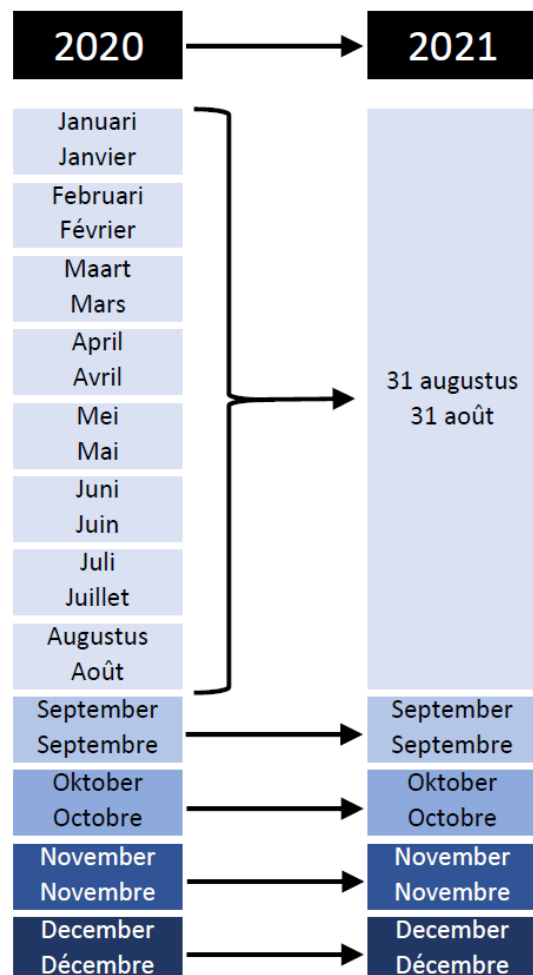 2020
2021
Januari
Janvier
Februari
Février
Maart
Mars
April
Avril
Mei
Mai
Juni
Juin
Juli
Juillet
Augustus
Août
31 augustus
31 août
September
Septembre
September
Septembre
Oktober
Octobre
Oktober
Octobre
November
Novembre
November
Novembre
December
Décembre
December
Décembre